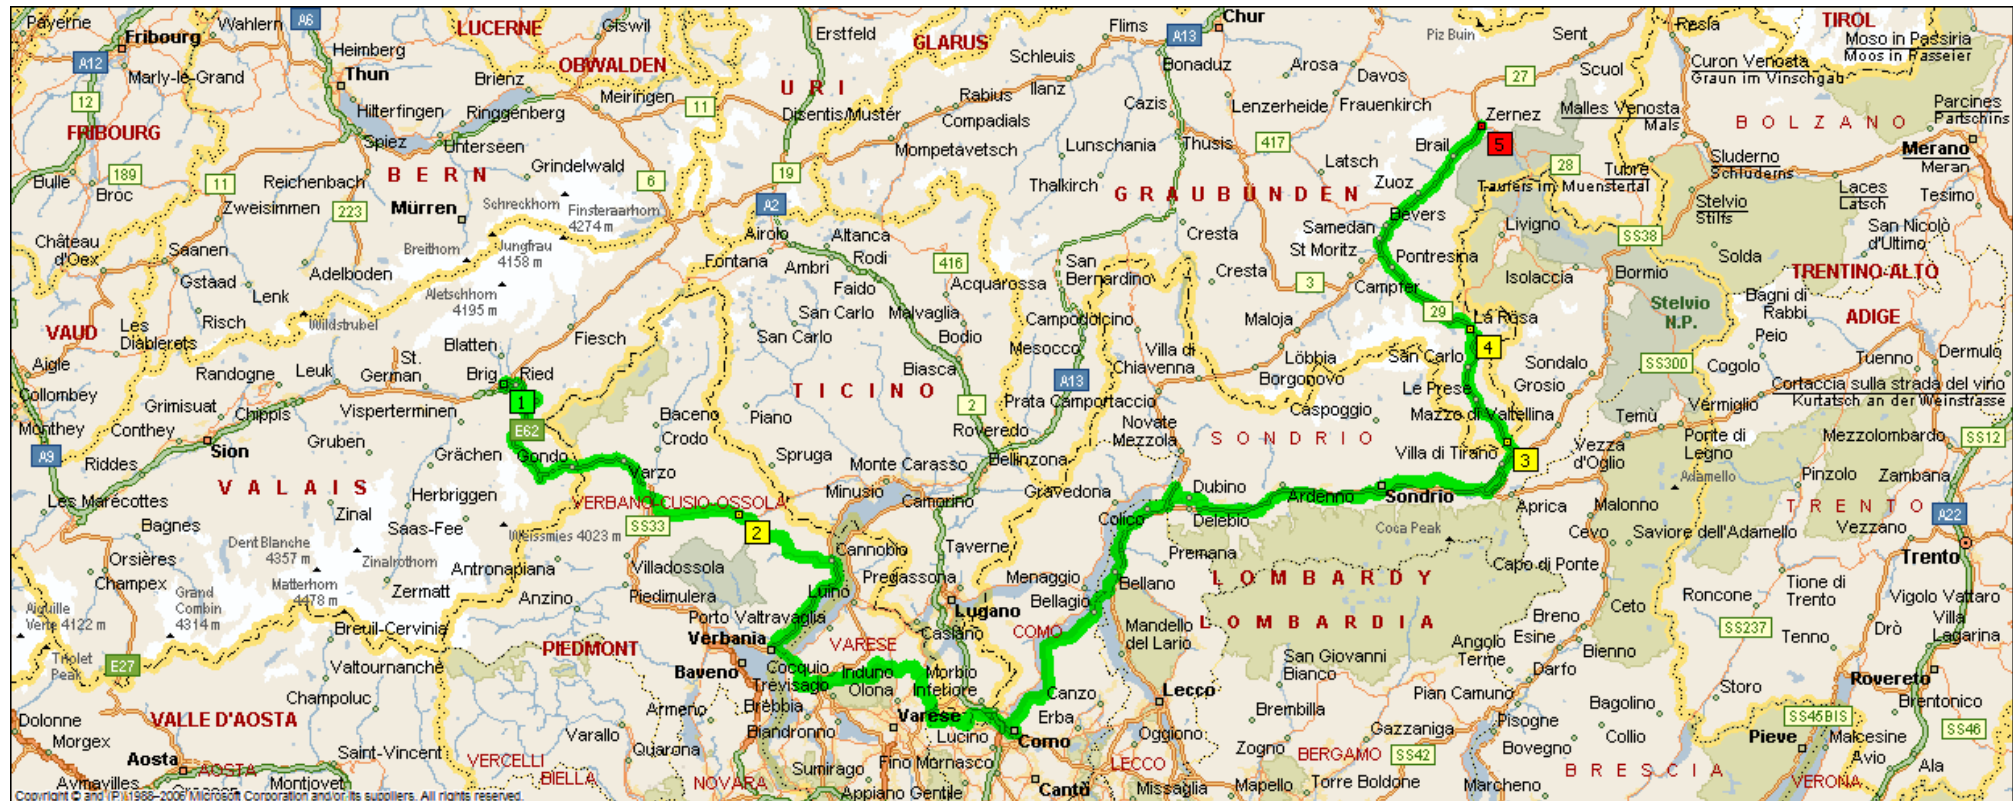 Payerne
Fribourg
A12
Marly-le-Grand
12
FRIBOURG
189
Bulle
Broc
Château
d'Oex
VAUD
Les
Diablerets
Aigle
Collombey
Monthey
A9
Wahlern
A6
Heimberg
Thun
Hilterfingen
Spiez
11
Reichenbach
Zweisimmen
223
Saanen
Gstaad
Lenk
Adelboden
Risch
Wildstrubel
LUCERNE
Giswil
OBWALDEN
Brienz
Ringgenberg
Unterseen
Meiringen
11
Grindelwald
BERN
6
Mürren
Schreckhorn
Finsteraarhorn
4274 m
Breithorn
Jungfrau
4158 m
Aletschhorn
4195 m
Erstfeld
URI
GLARUS
Disentis/Muster
19
A2
Airolo
Fontana
Altanca
Rodi
Ambri
Faido
416
Acquarossa
San Carlo
Malvaglia
San Carlo
Bodio
Biasca
TICINO
2
Flims
Chur
A13
Schleuis
Bonaduz
Ilanz
Rabius
Compadials
Mompetavetsch
Cazis
Lunschania
Thusis
Thalkirch
Arosa
Davos
Lenzerheide
Frauenkirch
417
Latsch
GRAUBÜNDEN
Cresta
San
Bernardino
Cresta
3
Campodolcino
Mesocco
A13
Maloja
Villa di
Chiavenna
Löbbia
Borgonovo
Piz Buin
Sent
Scuol
27
Zernez
5
Brail
Zuoz
Bevers
Samedan
St Moritz
Pontresina
Campfer
29
La Rösa
4
San Carlo
Le Prese
Resia
TIROL
Moso in Passiria
Moos in Passeier
Curon Venosta
Graun im Vinschgau
Malles Venosta
Mals
BOLZANO
Parcines
Partschins
Merano
Meran
28
Tubre
Taufers im Muenstertal
Sluderno
Schluderns
Laces
Latsch
Tesimo
Stelvio
Stilfs
Livigno
SS38
San Nicolò
d'Ultimo
Isolaccia
Bormio
Solda
TRENTINO-ALTO
ADIGE
Stelvio
N.P.
Bagni di
Rabbi
Peio
Sondalo
Grosio
SS300
Cogolo
Tuenno
Dermulo
Cortaccia sulla strada del vino
Kurtatsch an der Weinstrasse
Fiesch
Blatten
Brig
Ried
1
E62
Randogne
Leuk
St.
German
Visperterminen
Grimisuat
Chippis
Conthey
Sion
Gruben
Grächen
Gondo
Varzo
Riddes
VALAIS
Herbriggen
Les Marécottes
Zinal
Saas-Fee
Bagnes
Orsières
Champex
Dent Blanche
4357 m
Zinalrothorn
Weissmies 4023 m
Grand
Combin
4314 m
Matterhorn
4478 m
Zermatt
Antronapiana
Anzino
Aiguille
Verte 4122 m
Triolet
Peak
E27
Breuil-Cervinia
Valtournanche
Champoluc
VALLE D'AOSTA
Dolonne
Morgex
Aosta
AOSTA
Saint-Vincent
Aymavilles
Montjovet
Baceno
Crodo
Piano
Spruga
VERBANO-CUSIO-OSSOLA
SS33
2
Villadossola
Piedimulera
PIEDMONT
Verbania
Baveno
Armeno
Varallo
Quarona
VERCELLI
BIELLA
NOVARA
Roveredo
Bellinzona
Monte Carasso
Minusio
Camorino
Cannobio
Taverne
Pregassona
Luino
Porto Valtravaglia
Lugano
Caslano
VARESE
Cocquio
Trevisago
Induno
Olona
Morbio
Inferiore
Brebbia
Biandronno
Varese
Lucino
Como
Sumirago
Fino Mornasco
Appiano Gentile
Cantù
Prata Camportaccio
Novate
Mezzola
Gravedona
Colico
Dubino
Delebio
Premana
Menaggio
Bellagio
Bellano
COMO
Mandello
del Lario
Canzo
Erba
Lecco
Oggiono
LECCO
Missaglia
Caspoggio
SONDRIO
Mazzo di Valtellina
Villa di Tirano
3
Ardenno
Sondrio
Aprica
Coca Peak
LOMBARDY
LOMBARDIA
Capo di Ponte
San Giovanni
Bianco
Angolo
Terme
Breno
Esine
Darfo
Pian Camuno
Brembilla
Gazzaniga
Pisogne
Zogno
BERGAMO
SS42
Bovegno
Mapello
Torre Boldone
Marcheno
Temù
Vezza
d'Oglio
Vermiglio
Ponte di
Legno
Adamello
Malonno
Cevo
Saviore dell'Adamello
Ceto
Bienno
Bagolino
Collio
BRESCIA
Mezzolombardo
SS12
Pinzolo
Zambana
TRENTO
Vezzano
A22
Trento
Roncone
Tione di
Trento
Vigolo Vattaro
Villa
Lagarina
SS237
Tenno
Drò
Storo
Rovereto
Brentonico
SS45BIS
SS46
Pieve
Malcesine
Avio
Ala
VERONA
Copyright © and (P) 1988–2006 Microsoft Corporation and/or its suppliers. All rights reserved.